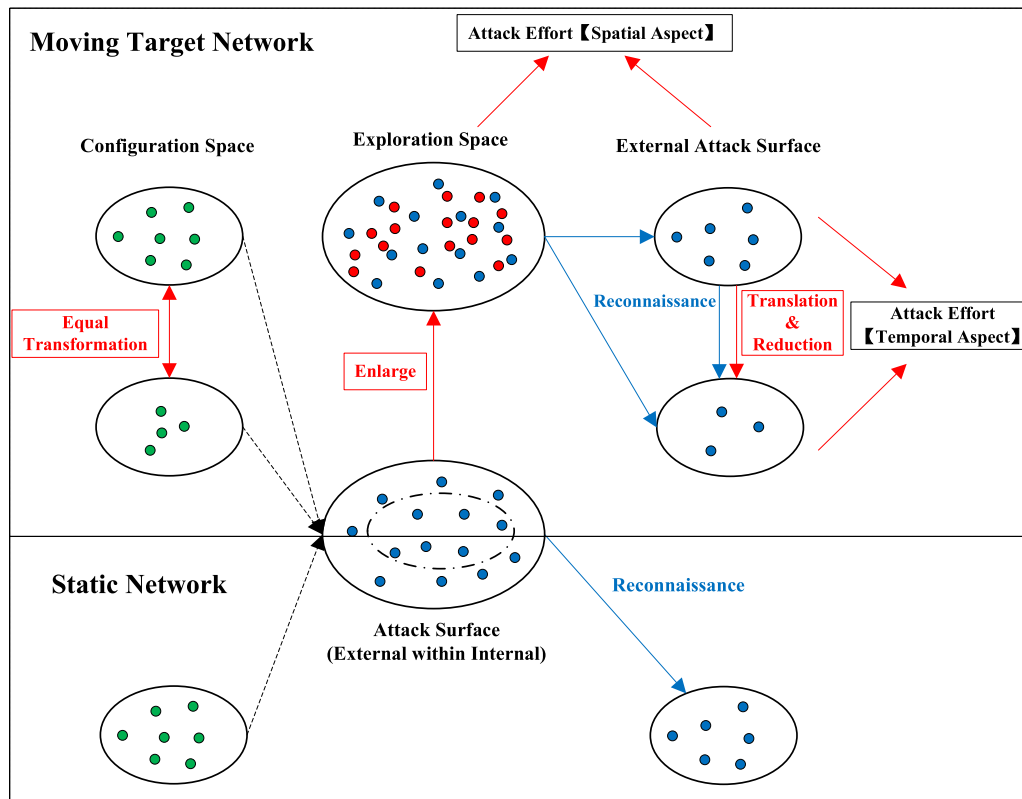 Moving Target Network
Attack Effort【Spatial Aspect】
Configuration Space
Exploration Space
External Attack Surface
Equal
Transformation
Enlarge
Reconnaissance
Translation
&
Reduction
Attack Effort
【Temporal Aspect】
Static Network
Attack Surface
(External within Internal)
Reconnaissance